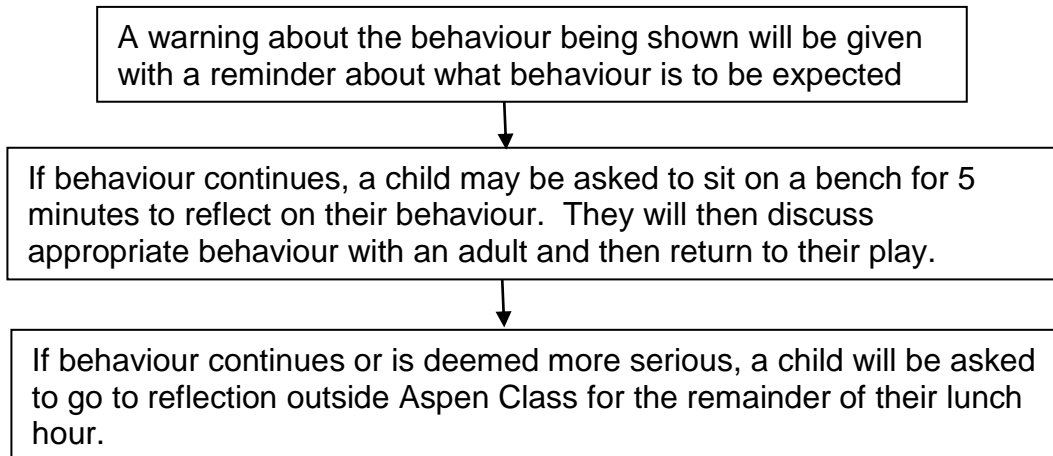 A warning about the behaviour being shown will be given
with a reminder about what behaviour is to be expected
If behaviour continues, a child may be asked to sit on a bench for 5
minutes to reflect on their behaviour.  They will then discuss
appropriate behaviour with an adult and then return to their play.
If behaviour continues or is deemed more serious, a child will be asked
to go to reflection outside Aspen Class for the remainder of their lunch
hour.